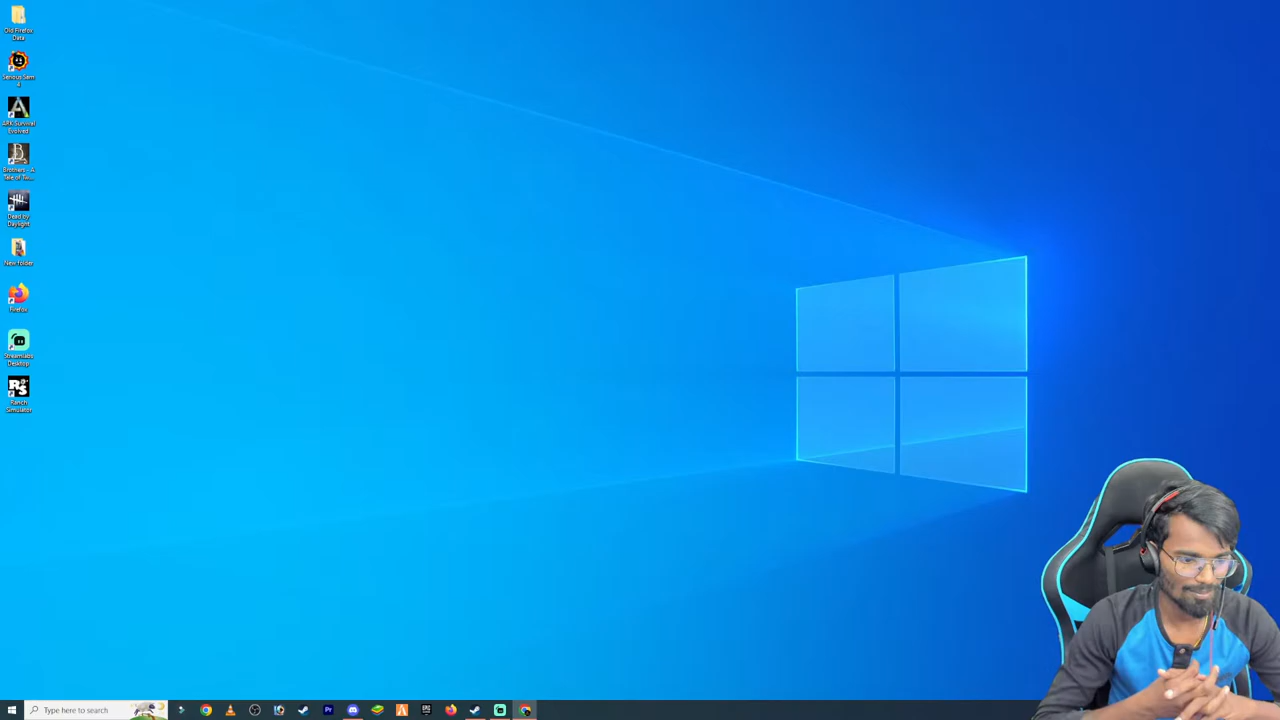 Old Firefox
Data
Serious Sam
4
ARK Survival
Evolved
Brothers - A
Tale of Tw...
Dead by
Daylight
New folder
Firefox
Streamlabs
Desktop
Ranch
Simulator
Type here to search